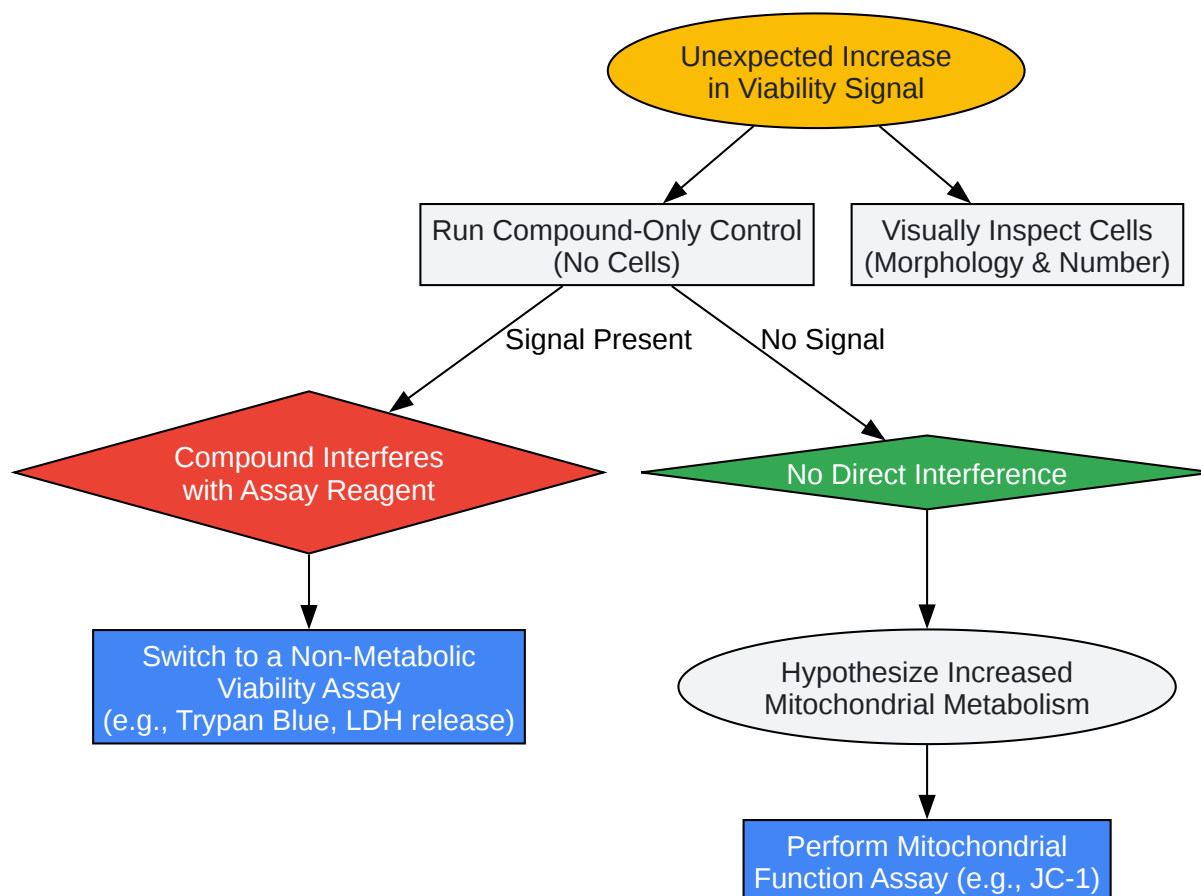 Unexpected Increase
in Viability Signal
Run Compound-Only Control
(No Cells)
Visually Inspect Cells
(Morphology & Number)
Signal Present
No Signal
Compound Interferes
with Assay Reagent
No Direct Interference
Switch to a Non-Metabolic
Viability Assay
(e.g., Trypan Blue, LDH release)
Hypothesize Increased
Mitochondrial Metabolism
Perform Mitochondrial
Function Assay (e.g., JC-1)